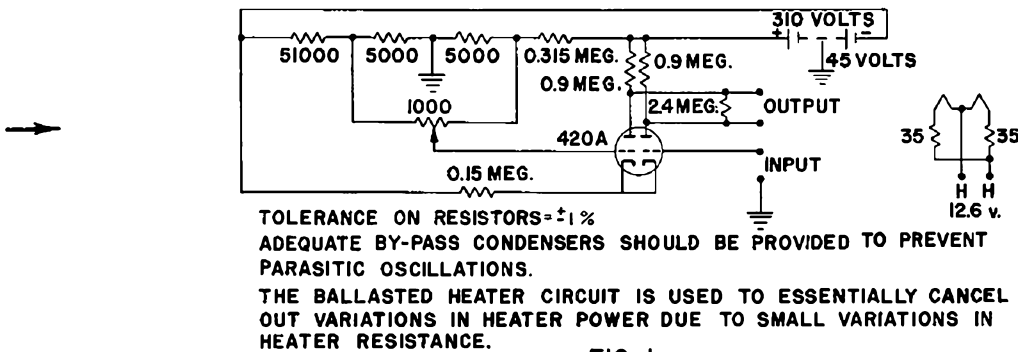 310 VOLTS
+ -
51000 5000 5000 0.315 MEG. 0.9 MEG. 45 VOLTS
0.9 MEG.
1000 2.4 MEG. OUTPUT
420A 35 35
INPUT
0.15 MEG.
H H
12.6 v.
TOLERANCE ON RESISTORS=±1%
ADEQUATE BY-PASS CONDENSERS SHOULD BE PROVIDED TO PREVENT
PARASITIC OSCILLATIONS.
THE BALLASTED HEATER CIRCUIT IS USED TO ESSENTIALLY CANCEL
OUT VARIATIONS IN HEATER POWER DUE TO SMALL VARIATIONS IN
HEATER RESISTANCE.